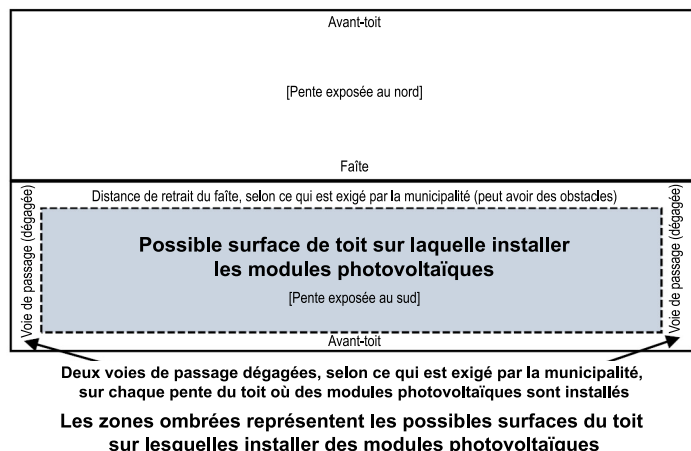 Avant-toit
[Pente exposée au nord]
Faîte
Distance de retrait du faîte, selon ce qui est exigé par la municipalité (peut avoir des obstacles)
Voie de passage (dégagée)
Possible surface de toit sur laquelle installer
les modules photovoltaïques
[Pente exposée au sud]
Voie de passage (dégagée)
Avant-toit
Deux voies de passage dégagées, selon ce qui est exigé par la municipalité,
sur chaque pente du toit où des modules photovoltaïques sont installés
Les zones ombrées représentent les possibles surfaces du toit
sur lesquelles installer des modules photovoltaïques